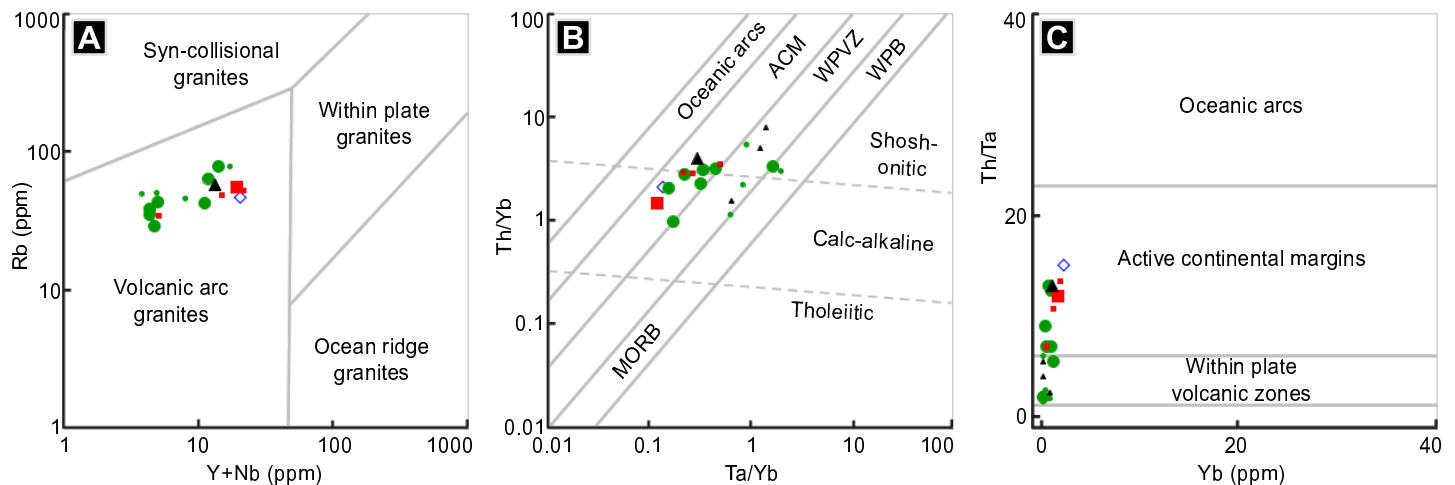 A
1000
100
10
1
Rb (ppm)
Syn-collisional
granites
Within plate
granites
Volcanic arc
granites
Ocean ridge
granites
1
10
100
1000
Y+Nb (ppm)
B
100
10
1
0.1
0.01
Th/Yb
Oceanic arcs
ACM
WPVZ
WPB
Shosh-
onitic
Calc-alkaline
Tholeiitic
MORB
0.01
0.1
1
10
100
Ta/Yb
C
40
20
0
Th/Ta
Oceanic arcs
Active continental margins
Within plate
volcanic zones
0
20
40
Yb (ppm)